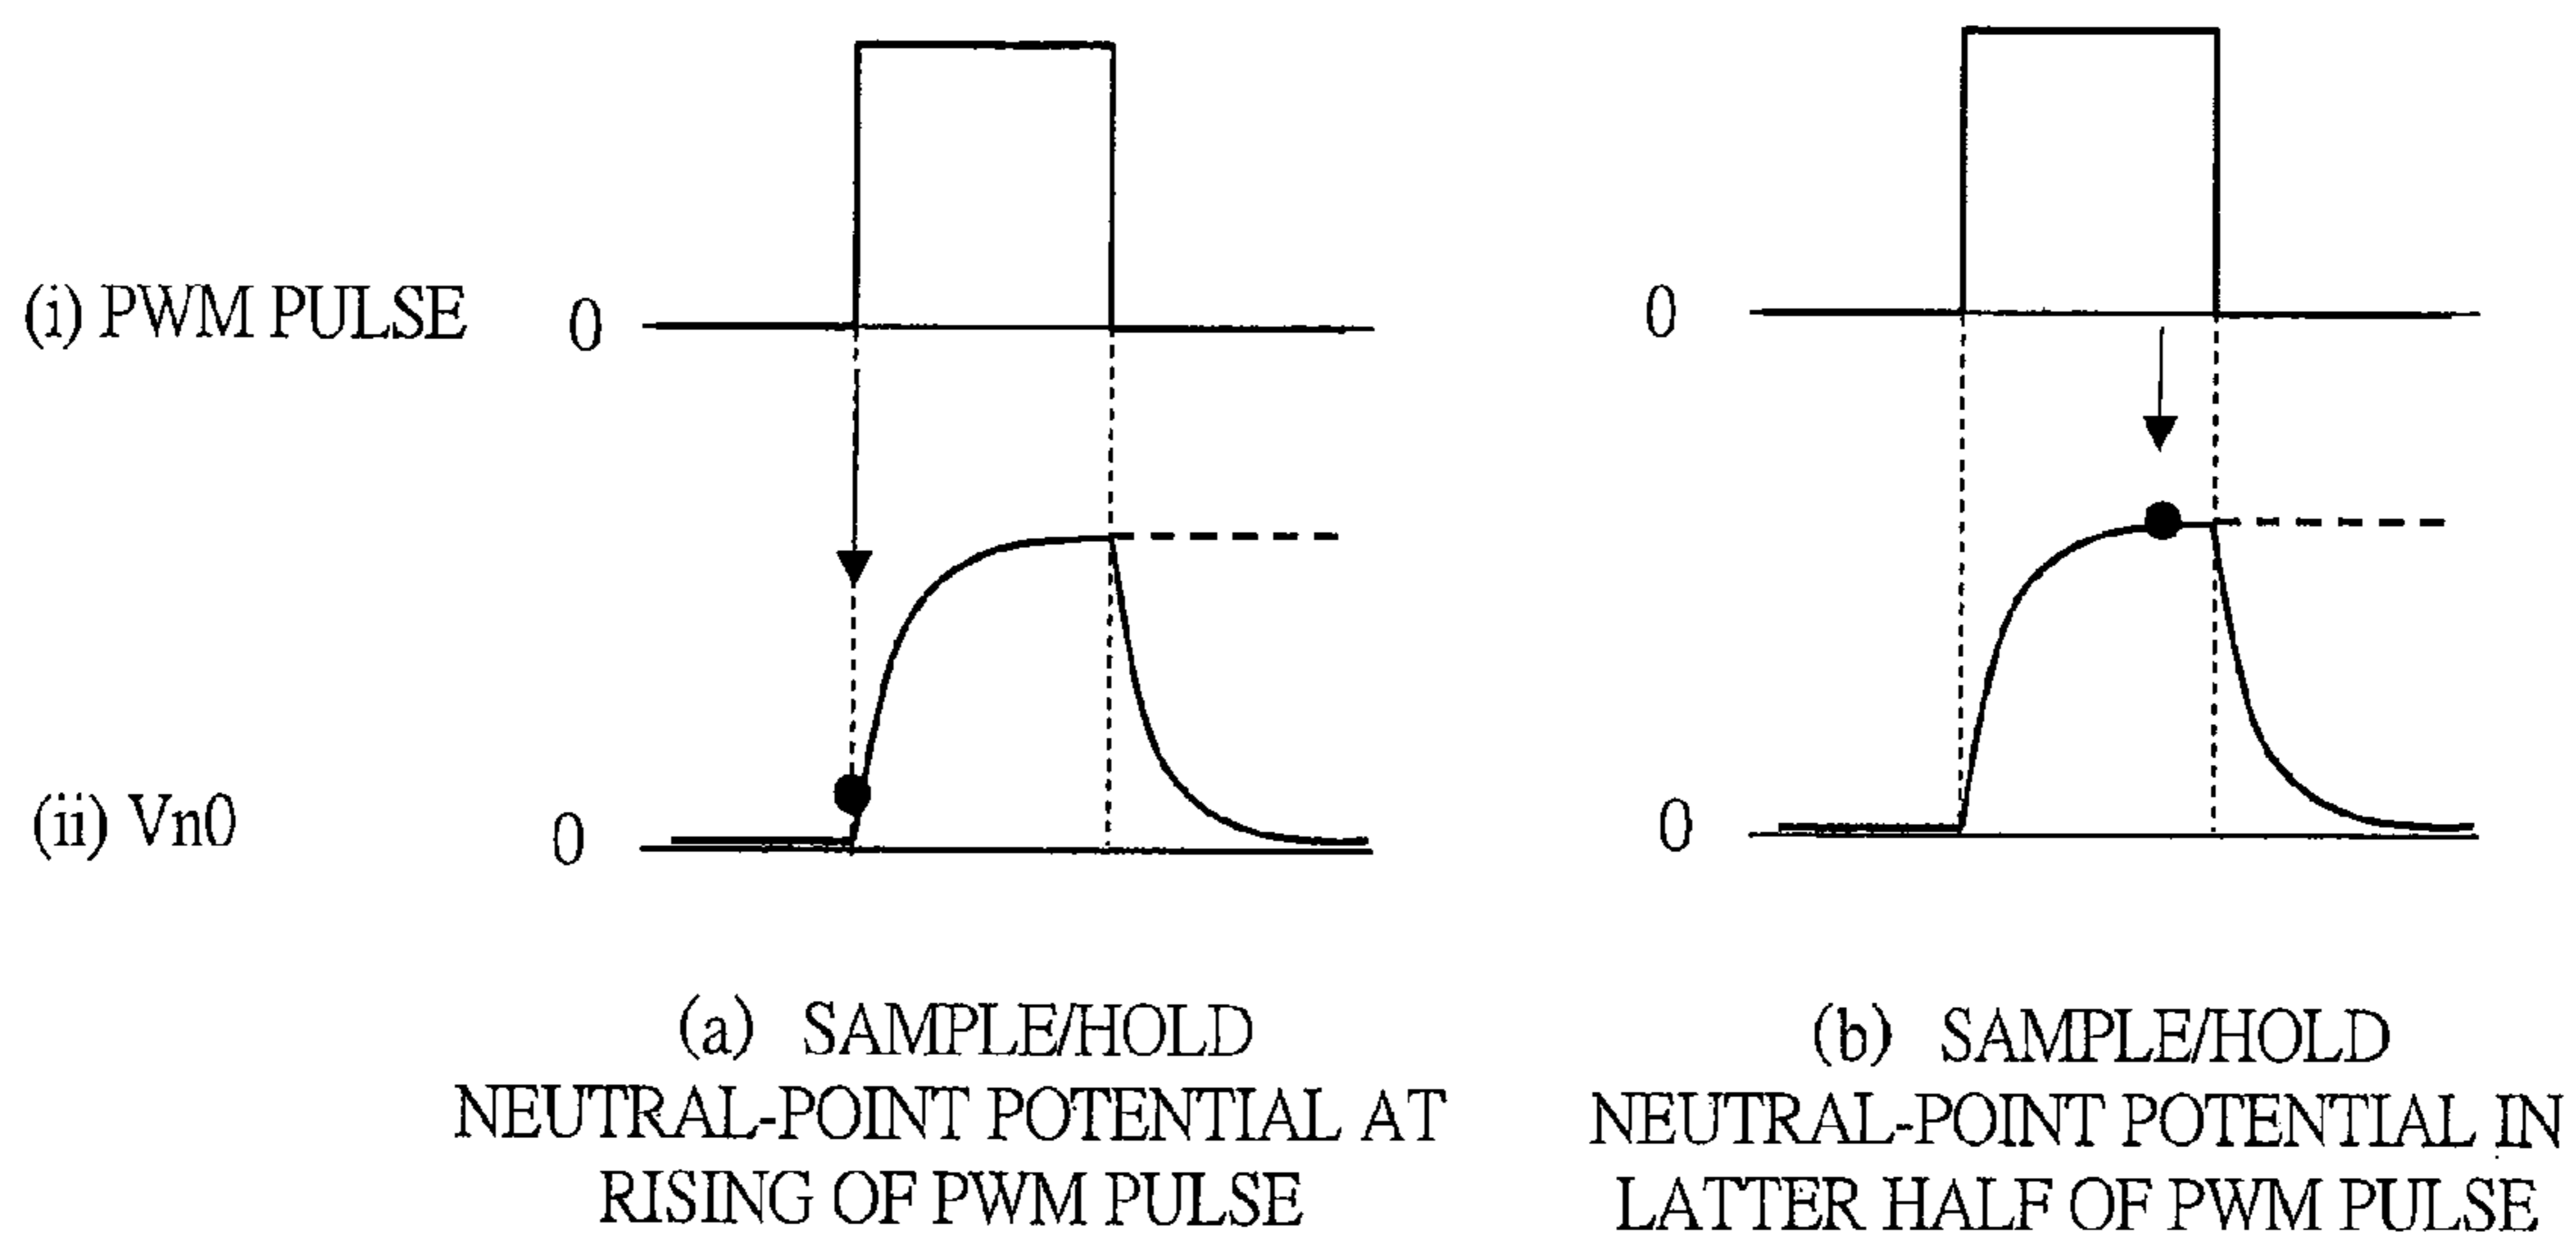 (i) PWM PULSE
0
0
(ii) Vn0
0
0
(a) SAMPLE/HOLD
NEUTRAL-POINT POTENTIAL AT
RISING OF PWM PULSE
(b) SAMPLE/HOLD
NEUTRAL-POINT POTENTIAL IN
LATTER HALF OF PWM PULSE